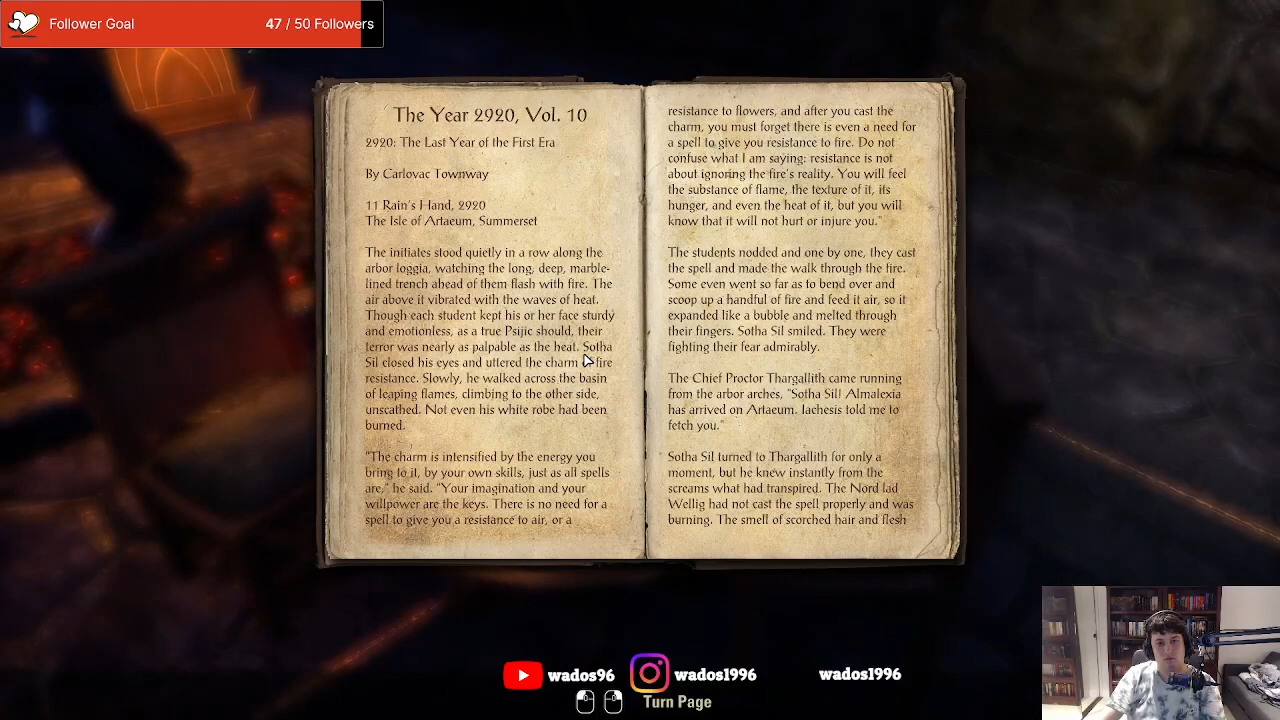 Follower Goal
47 / 50 Followers
The Year 2920, Vol. 10
2920: The Last Year of the First Era
By Carlovac Townway
11 Rain's Hand, 2920
The Isle of Artaeum, Summerset
The initiates stood quietly in a row along the
arbor loggia, watching the long, deep, marble-
lined trench ahead of them flash with fire. The
air above it vibrated with the waves of heat.
Though each student kept his or her face sturdy
and emotionless, as a true Psijic should, their
terror was nearly as palpable as the heat. Sotha
Sil closed his eyes and uttered the charm fire
resistance. Slowly, he walked across the basin
of leaping flames, climbing to the other side,
unscathed. Not even his white robe had been
burned.
"The charm is intensified by the energy you
bring to it, by your own skills, just as all spells
are," he said. "Your imagination and your
willpower are the keys. There is no need for a
spell to give you a resistance to air, or a
resistance to flowers, and after you cast the
charm, you must forget there is even a need for
a spell to give you resistance to fire. Do not
confuse what I am saying: resistance is not
about ignoring the fire's reality. You will feel
the substance of flame, the texture of it, its
hunger, and even the heat of it, but you will
know that it will not hurt or injure you."
The students nodded and one by one, they cast
the spell and made the walk through the fire.
Some even went so far as to bend over and
scoop up a handful of fire and feed it air, so it
expanded like a bubble and melted through
their fingers. Sotha Sil smiled. They were
fighting their fear admirably.
The Chief Proctor Thargallith came running
from the arbor arches, "Sotha Sil! Almalexia
has arrived on Artaeum. Iachesis told me to
fetch you."
Sotha Sil turned to Thargallith for only a
moment, but he knew instantly from the
screams what had transpired. The Nord lad
Wellig had not cast the spell properly and was
burning. The smell of scorched hair and flesh
wados96
wados1996
wados1996
Turn Page